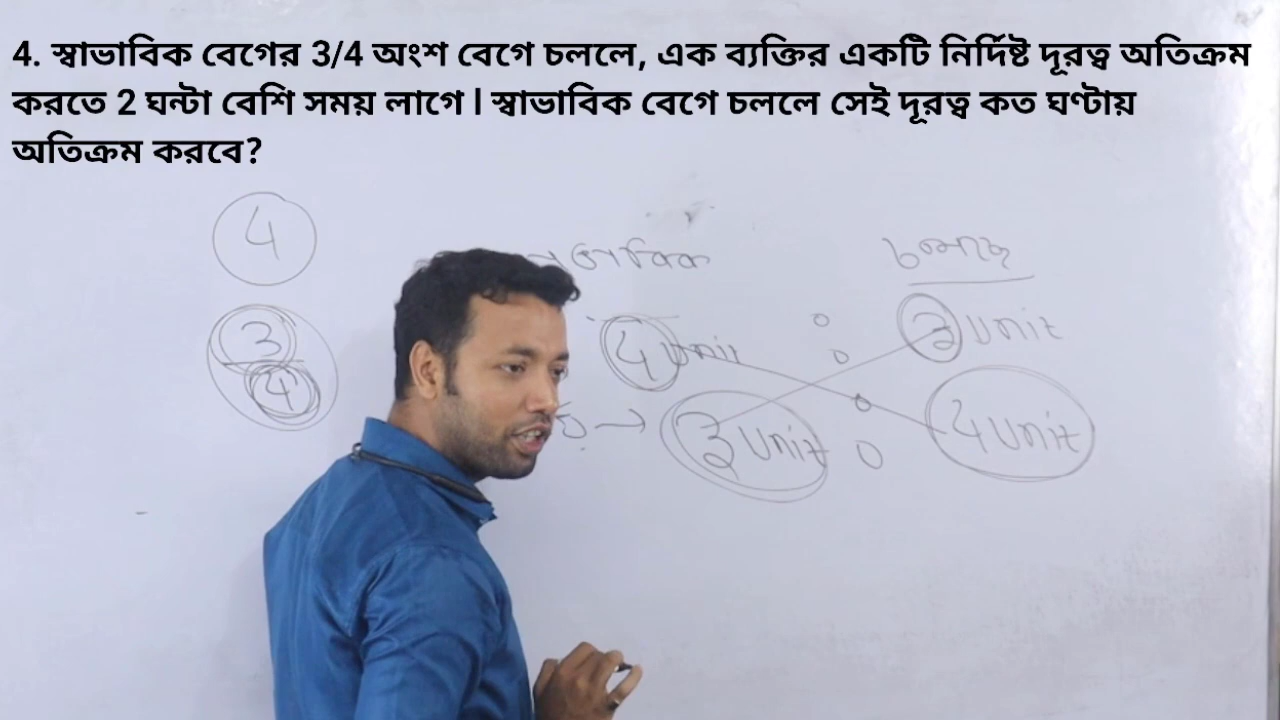 4. স্বাভাবিক বেগের 3/4 অংশ বেগে চললে, এক ব্যক্তির একটি নির্দিষ্ট দূরত্ব অতিক্রম
করতে 2 ঘন্টা বেশি সময় লাগে l স্বাভাবিক বেগে চললে সেই দূরত্ব কত ঘণ্টায়
অতিক্রম করবে?
4
3
4
4 unit : 3 unit
3 unit : 4 unit